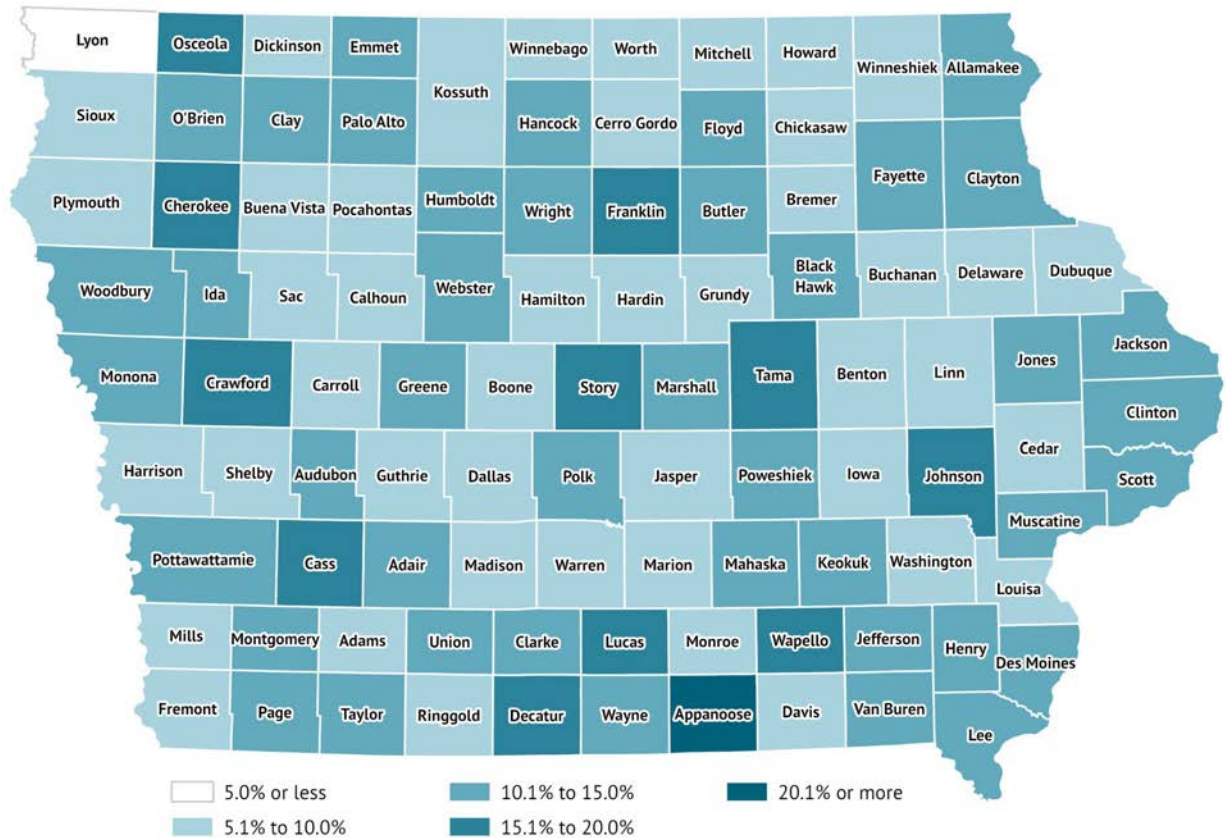 Lyon
Osceola
Dickinson
Emmet
Kossuth
Winnebago
Worth
Mitchell
Howard
Winneshiek
Allamakee
Sioux
O'Brien
Clay
Palo Alto
Hancock
Cerro Gordo
Floyd
Chickasaw
Fayette
Clayton
Plymouth
Cherokee
Buena Vista
Pocahontas
Humboldt
Wright
Franklin
Butler
Bremer
Woodbury
Ida
Sac
Calhoun
Webster
Hamilton
Hardin
Grundy
Black
Hawk
Buchanan
Delaware
Dubuque
Monona
Crawford
Carroll
Greene
Boone
Story
Marshall
Tama
Benton
Linn
Jones
Jackson
Clinton
Harrison
Shelby
Audubon
Guthrie
Dallas
Polk
Jasper
Poweshiek
Iowa
Johnson
Cedar
Scott
Muscatine
Pottawattamie
Cass
Adair
Madison
Warren
Marion
Mahaska
Keokuk
Washington
Louisa
Mills
Montgomery
Adams
Union
Clarke
Lucas
Monroe
Wapello
Jefferson
Henry
Des Moines
Fremont
Page
Taylor
Ringgold
Decatur
Wayne
Appanoose
Davis
Van Buren
Lee
5.0% or less
10.1% to 15.0%
20.1% or more
5.1% to 10.0%
15.1% to 20.0%